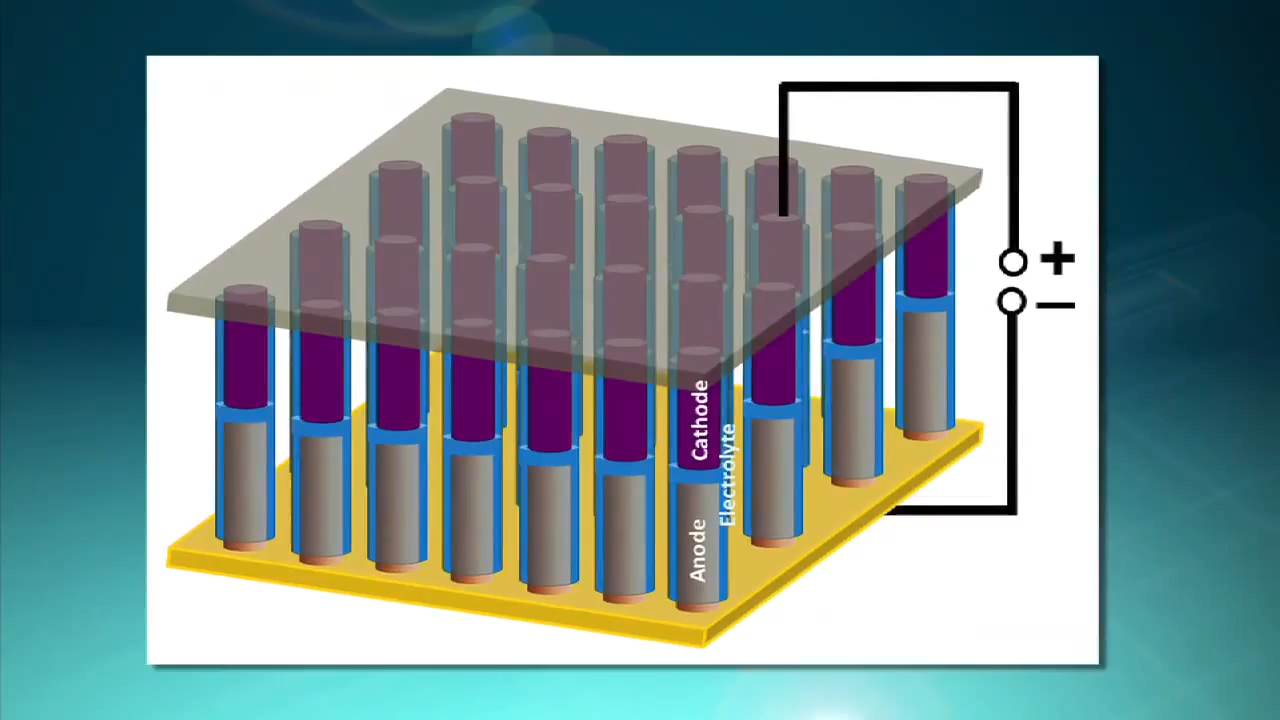 +
–
Cathode
Electrolyte
Anode